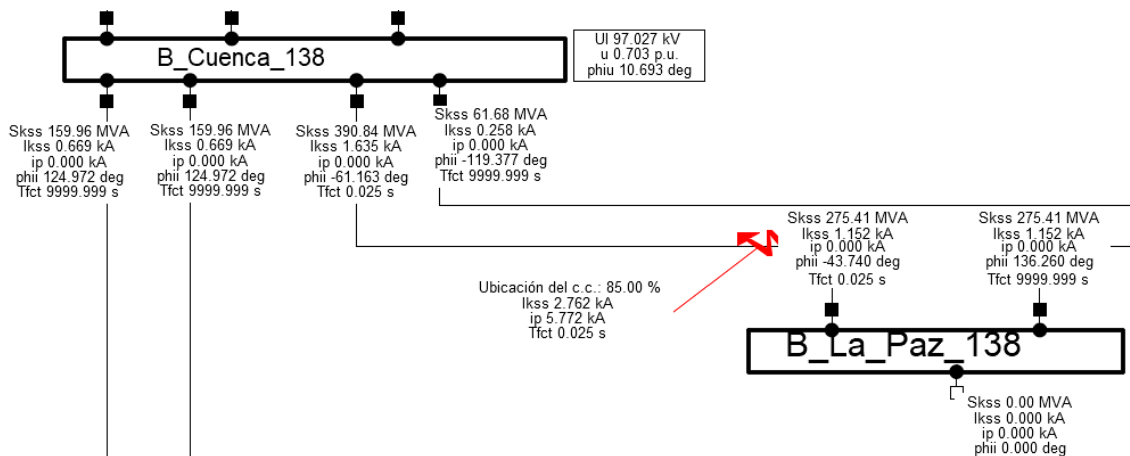 B_Cuenca_138
Ul 97.027 kV
u 0.703 p.u.
phiu 10.693 deg
Skss 159.96 MVA
Ikss 0.669 kA
ip 0.000 kA
phii 124.972 deg
Tfct 9999.999 s
Skss 159.96 MVA
Ikss 0.669 kA
ip 0.000 kA
phii 124.972 deg
Tfct 9999.999 s
Skss 390.84 MVA
Ikss 1.635 kA
ip 0.000 kA
phii -61.163 deg
Tfct 0.025 s
Skss 61.68 MVA
Ikss 0.258 kA
ip 0.000 kA
phii -119.377 deg
Tfct 9999.999 s
Skss 275.41 MVA
Ikss 1.152 kA
ip 0.000 kA
phii -43.740 deg
Tfct 0.025 s
Skss 275.41 MVA
Ikss 1.152 kA
ip 0.000 kA
phii 136.260 deg
Tfct 9999.999 s
Ubicación del c.c.: 85.00 %
Ikss 2.762 kA
ip 5.772 kA
Tfct 0.025 s
B_La_Paz_138
Skss 0.00 MVA
Ikss 0.000 kA
ip 0.000 kA
phii 0.000 deg